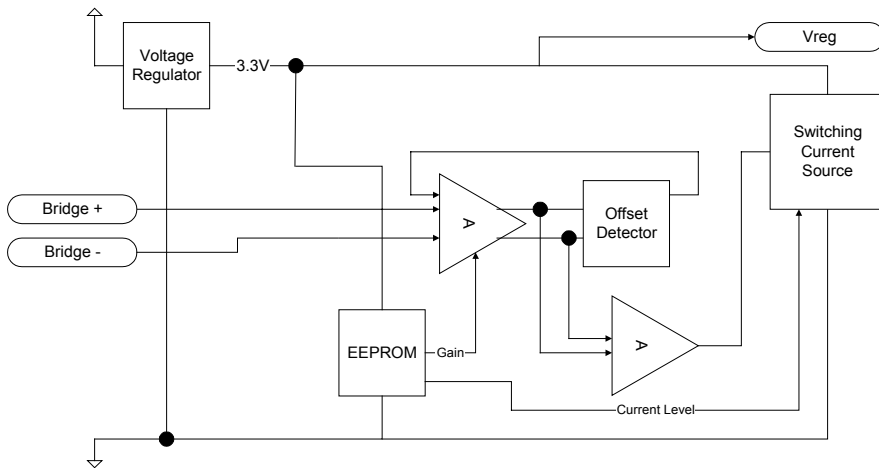 Voltage
Regulator
3.3V
Vreg
Switching
Current
Source
Bridge +
Bridge -
A
Offset
Detector
EEPROM
Gain
A
Current Level